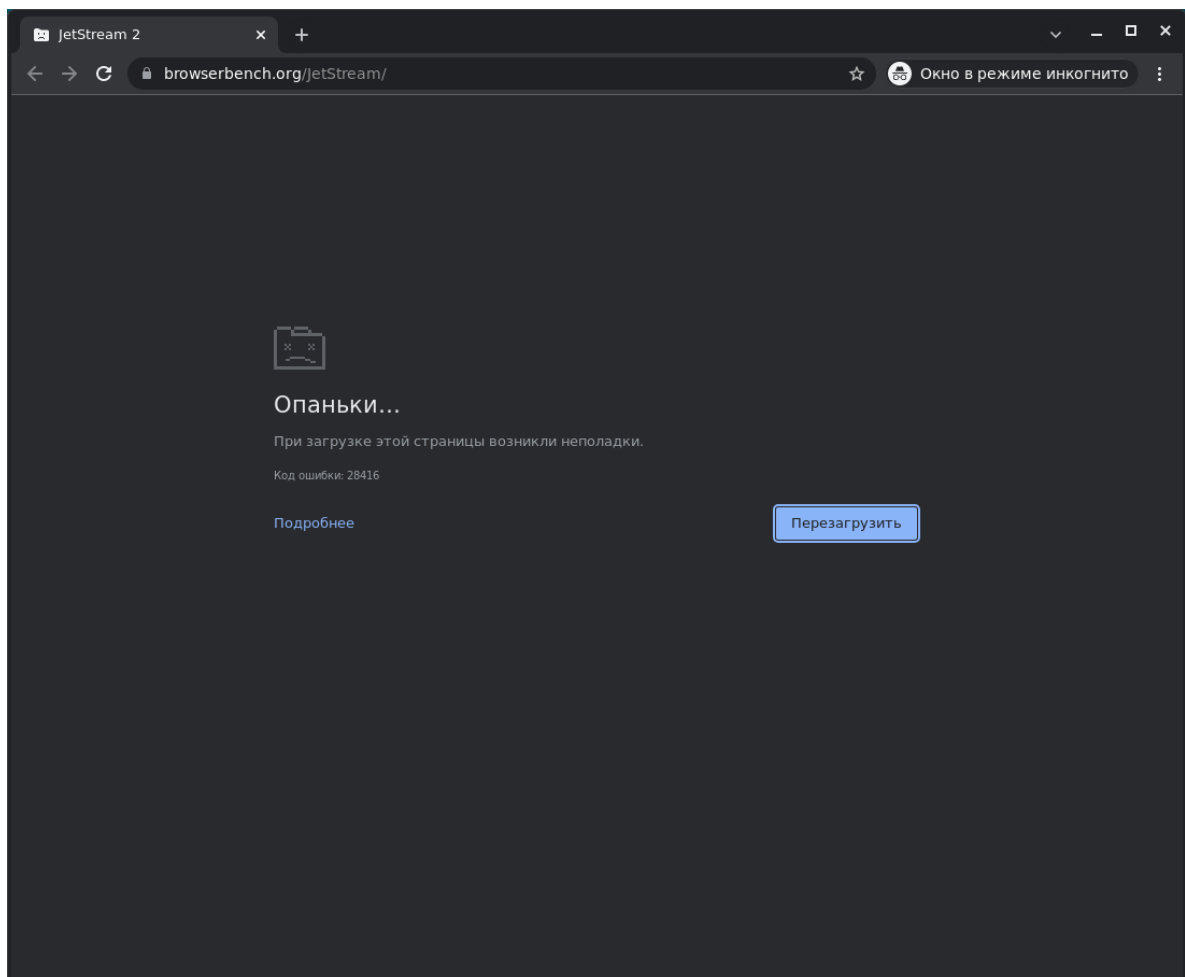 JetStream 2
browserbench.org/JetStream/
Окно в режиме инкогнито
Опаньки...
При загрузке этой страницы возникли неполадки.
Код ошибки: 28416
Подробнее
Перезагрузить